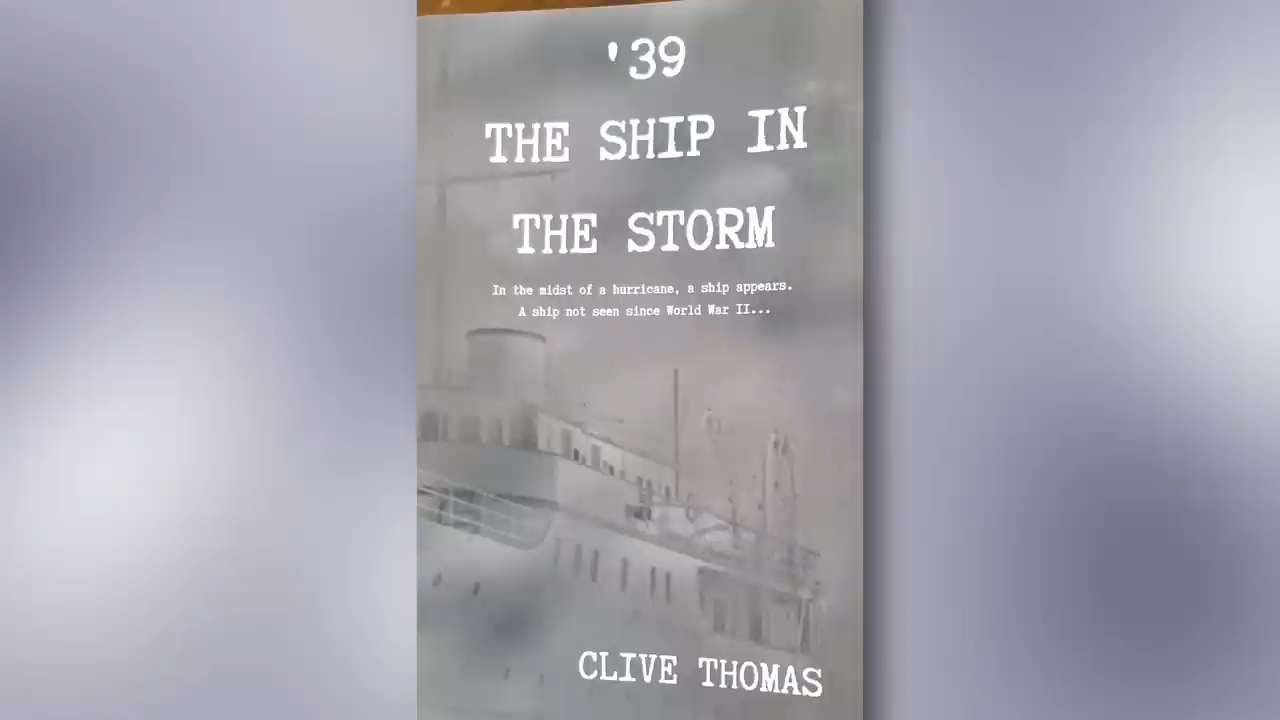 '39
THE SHIP IN
THE STORM
In the midst of a hurricane, a ship appears.
A ship not seen since World War II...
CLIVE THOMAS